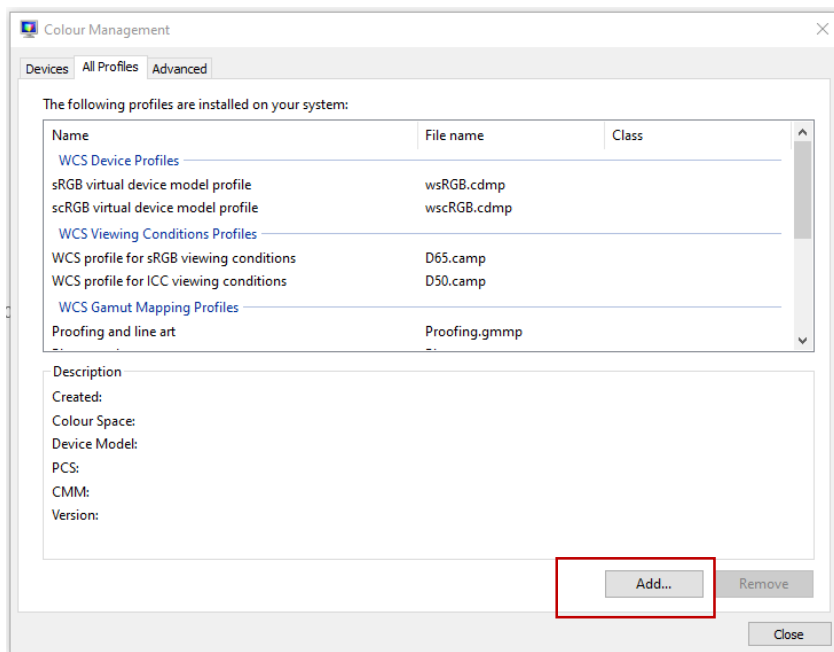 Colour Management
Devices All Profiles Advanced
The following profiles are installed on your system:
Name File name Class
WCS Device Profiles
sRGB virtual device model profile wsRGB.cdmp
scRGB virtual device model profile wscRGB.cdmp
WCS Viewing Conditions Profiles
WCS profile for sRGB viewing conditions D65.camp
WCS profile for ICC viewing conditions D50.camp
WCS Gamut Mapping Profiles
Proofing and line art Proofing.gmmp
Description
Created:
Colour Space:
Device Model:
PCS:
CMM:
Version:
Add... Remove
Close